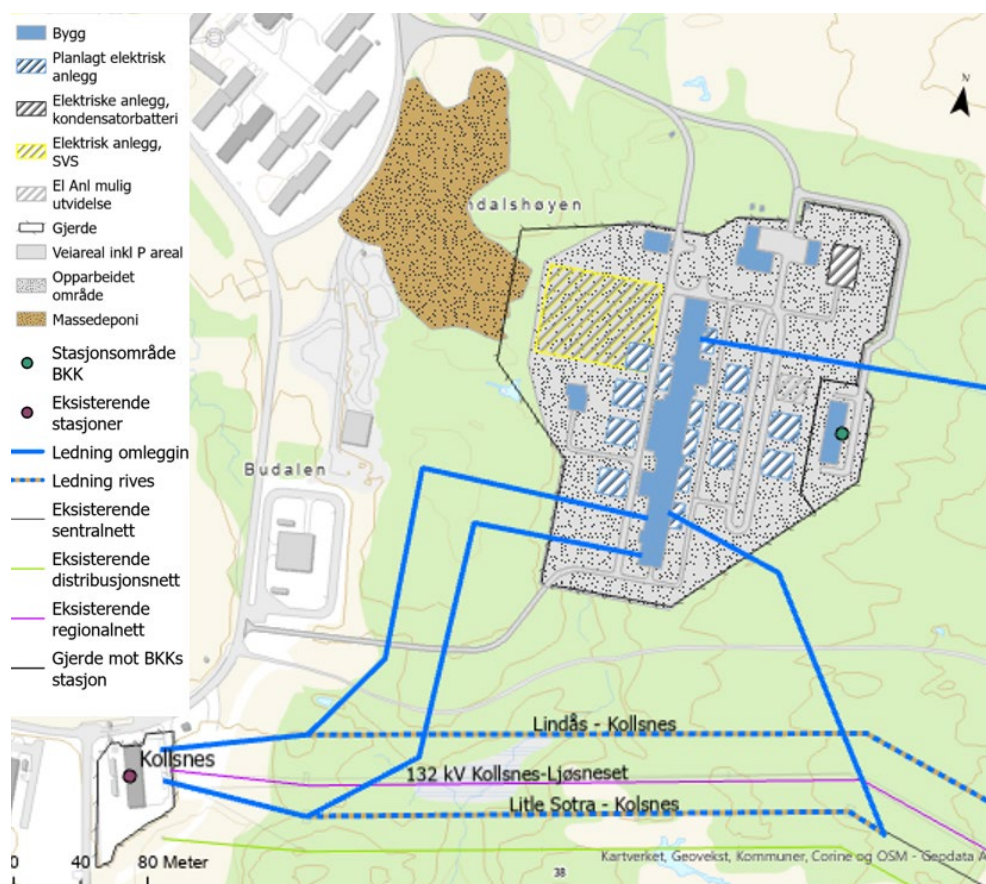 Bygg
Planlagt elektrisk
anlegg
Elektriske anlegg,
kondensatorbatteri
Elektrisk anlegg,
SVS
El Anl mulig
utvidelse
Gjerde
Veiareal inkl P areal
Opparbeidet
område
Massedeponi
Stasjonsområde
BKK
Eksisterende
stasjoner
Ledning omleggin
Ledning rives
Eksisterende
sentralnett
Eksisterende
distribusjonsnett
Eksisterende
regionalnett
Gjerde mot BKKs
stasjon
N
ndalshøyen
Budalen
Lindås - Kollsnes
Kollsnes
132 kV Kollsnes-Ljøsneset
Litle Sotra - Kolsnes
0 40 80 Meter
38
Kartverket, Geovekst, Kommuner, Corine og OSM - Geodata A